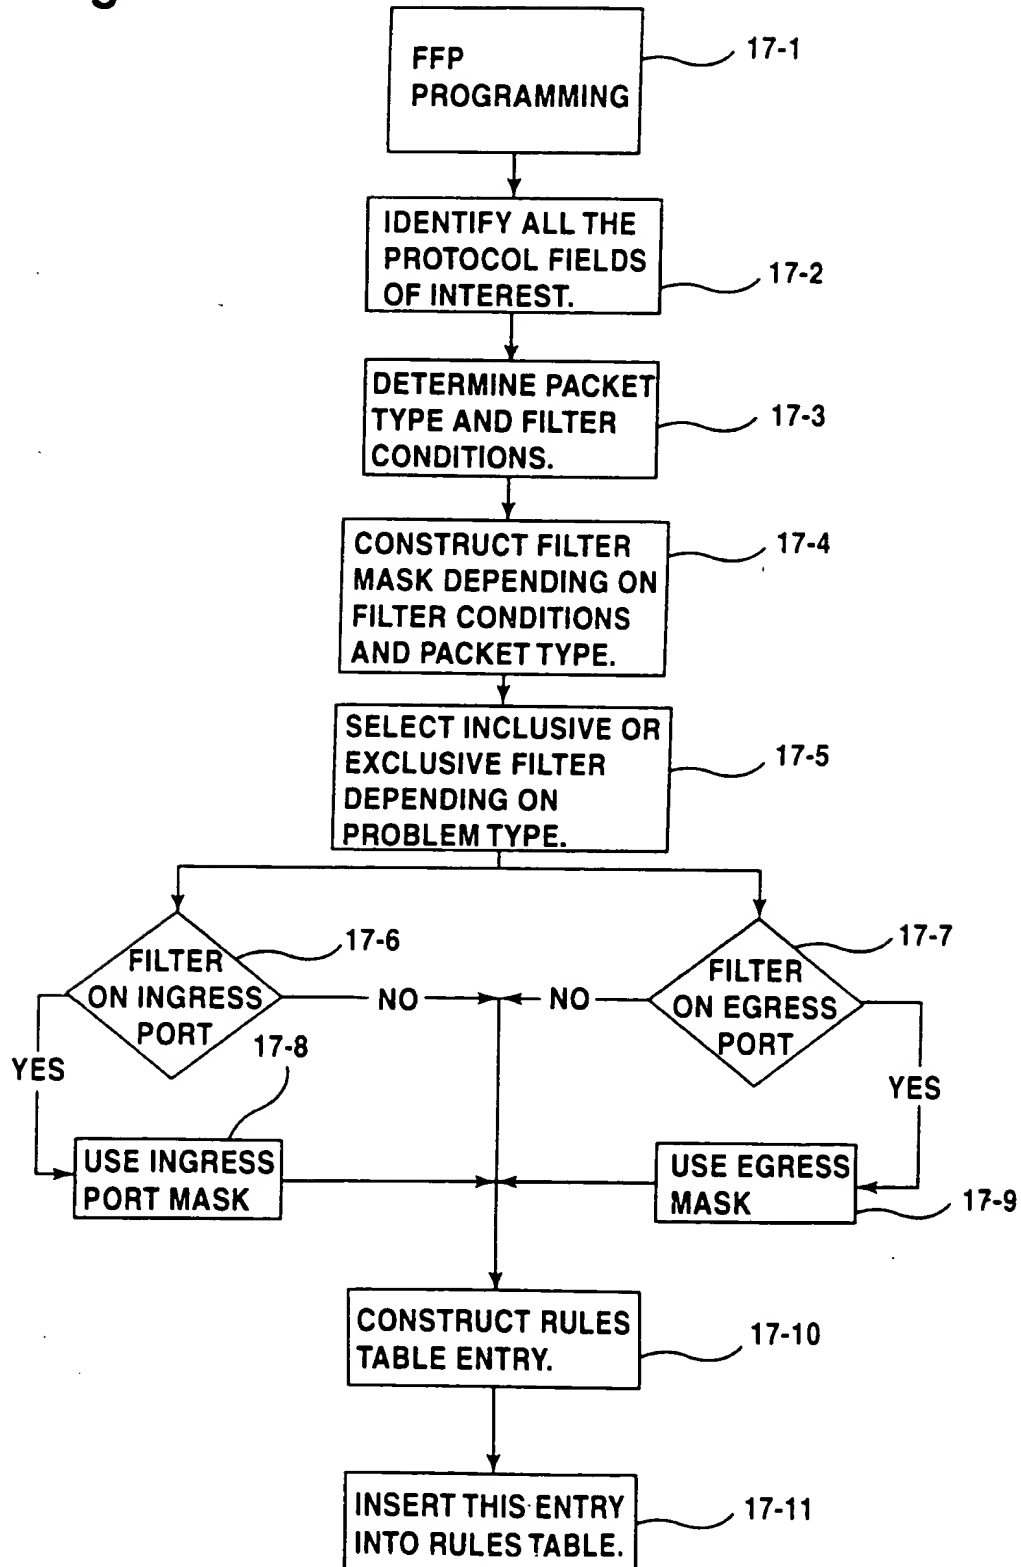 FFP
PROGRAMMING
17-1
IDENTIFY ALL THE
PROTOCOL FIELDS
OF INTEREST.
17-2
DETERMINE PACKET
TYPE AND FILTER
CONDITIONS.
17-3
CONSTRUCT FILTER
MASK DEPENDING ON
FILTER CONDITIONS
AND PACKET TYPE.
17-4
SELECT INCLUSIVE OR
EXCLUSIVE FILTER
DEPENDING ON
PROBLEM TYPE.
17-5
FILTER
ON INGRESS
PORT
17-6
NO
NO
FILTER
ON EGRESS
PORT
17-7
YES
17-8
YES
USE INGRESS
PORT MASK
USE EGRESS
MASK
17-9
CONSTRUCT RULES
TABLE ENTRY.
17-10
INSERT THIS ENTRY
INTO RULES TABLE.
17-11